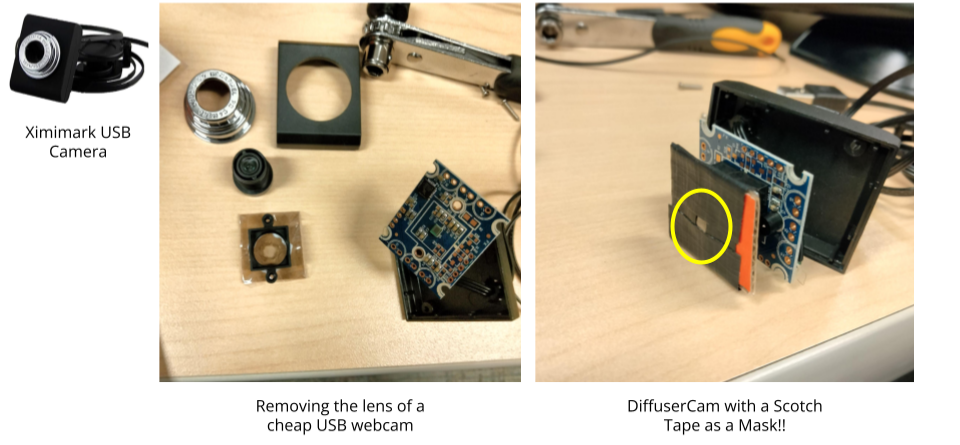 Ximimark USB
Camera
Removing the lens of a
cheap USB webcam
DiffuserCam with a Scotch
Tape as a Mask!!